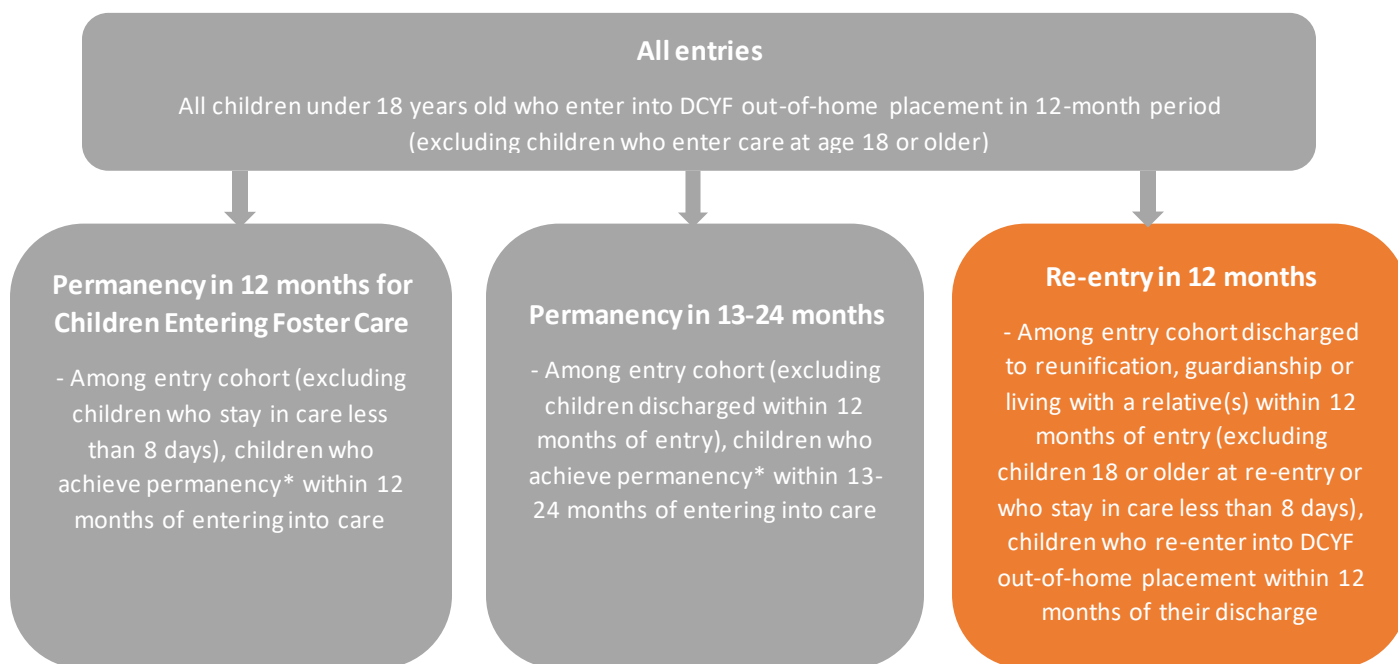 All entries
All children under 18 years old who enter into DCYF out-of-home placement in 12-month period
(excluding children who enter care at age 18 or older)
Permanency in 12 months for
Children Entering Foster Care
- Among entry cohort (excluding
children who stay in care less
than 8 days), children who
achieve permanency* within 12
months of entering into care
Permanency in 13-24 months
- Among entry cohort (excluding
children discharged within 12
months of entry), children who
achieve permanency* within 13-
24 months of entering into care
Re-entry in 12 months
- Among entry cohort discharged
to reunification, guardianship or
living with a relative(s) within 12
months of entry (excluding
children 18 or older at re-entry or
who stay in care less than 8 days),
children who re-enter into DCYF
out-of-home placement within 12
months of their discharge